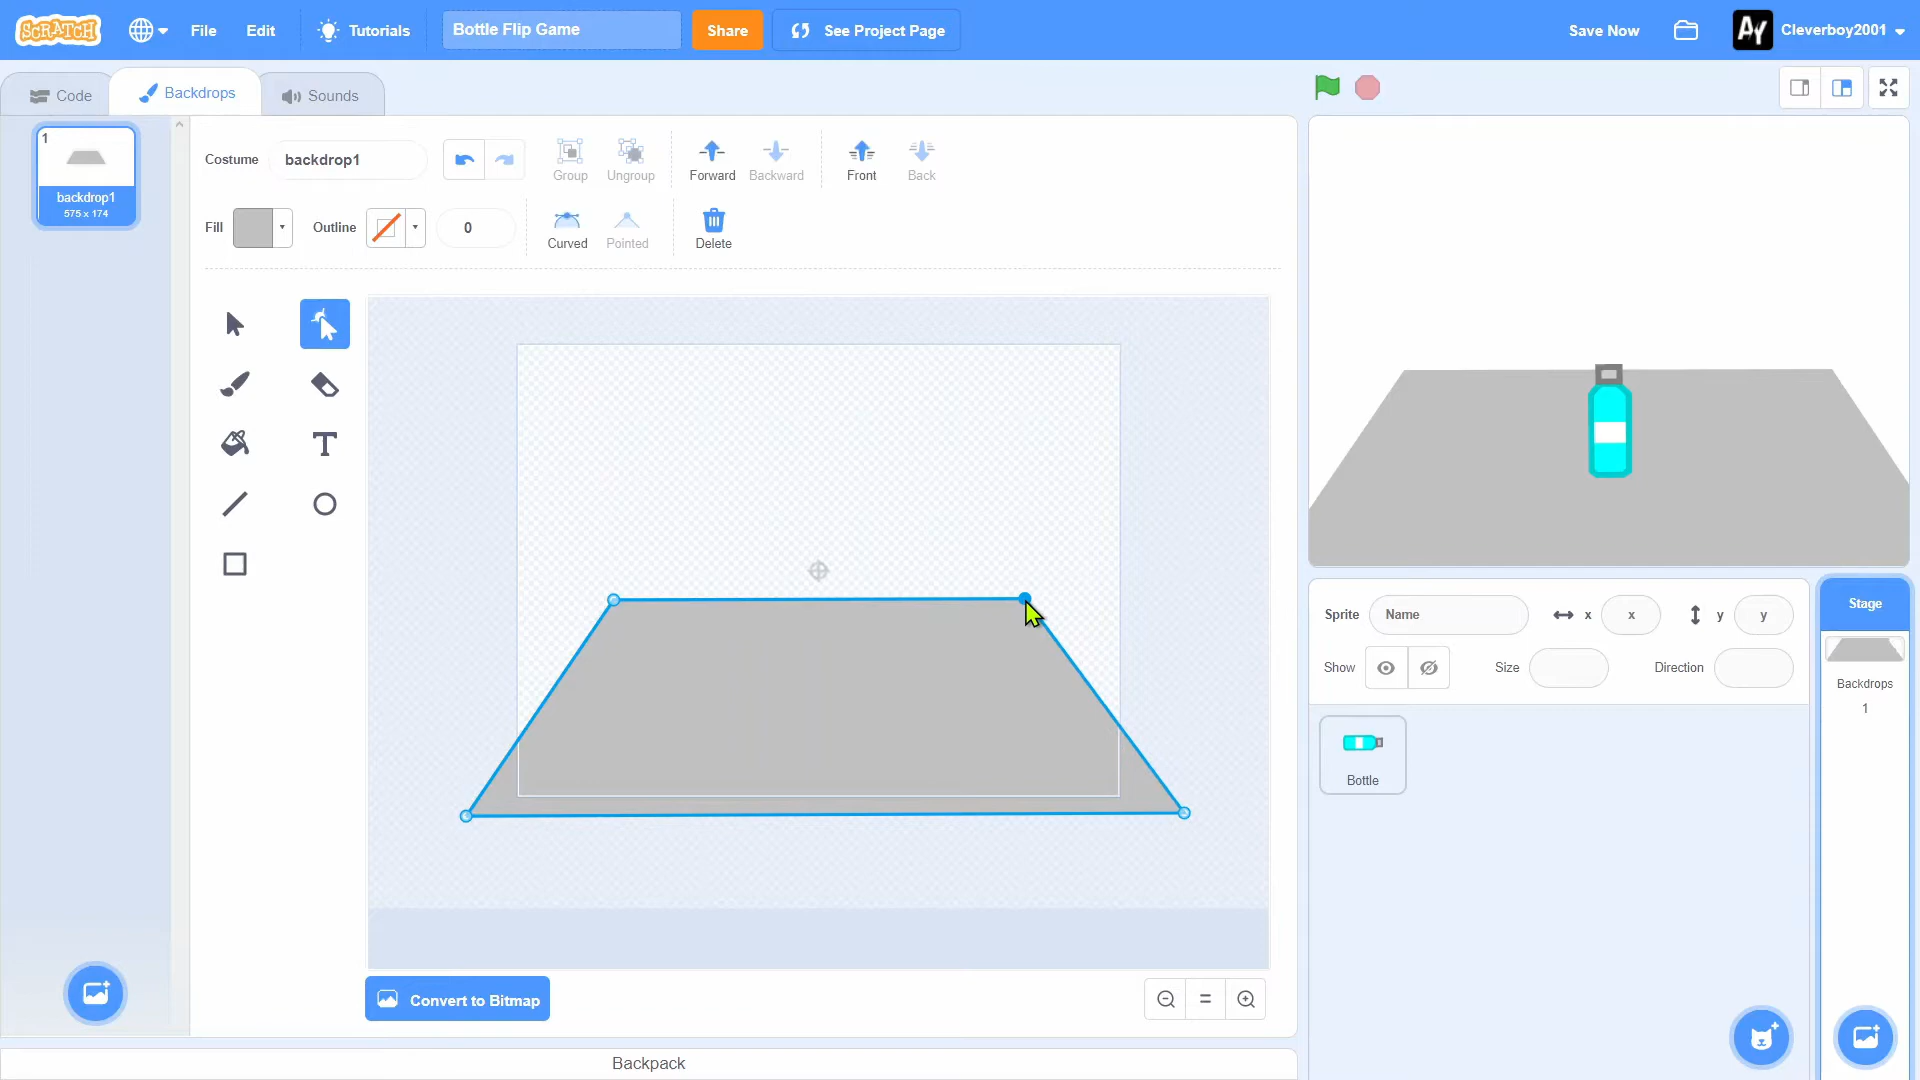 SCRATCH
File
Edit
Tutorials
Bottle Flip Game
Share
See Project Page
Save Now
Ay
Cleverboy2001
Code
Backdrops
Sounds
1
backdrop1
575 x 174
Costume
backdrop1
Group
Ungroup
Forward
Backward
Front
Back
Fill
Outline
0
Curved
Pointed
Delete
T
Convert to Bitmap
=
Backpack
Sprite
Name
x
x
y
y
Show
Size
Direction
Bottle
Stage
Backdrops
1